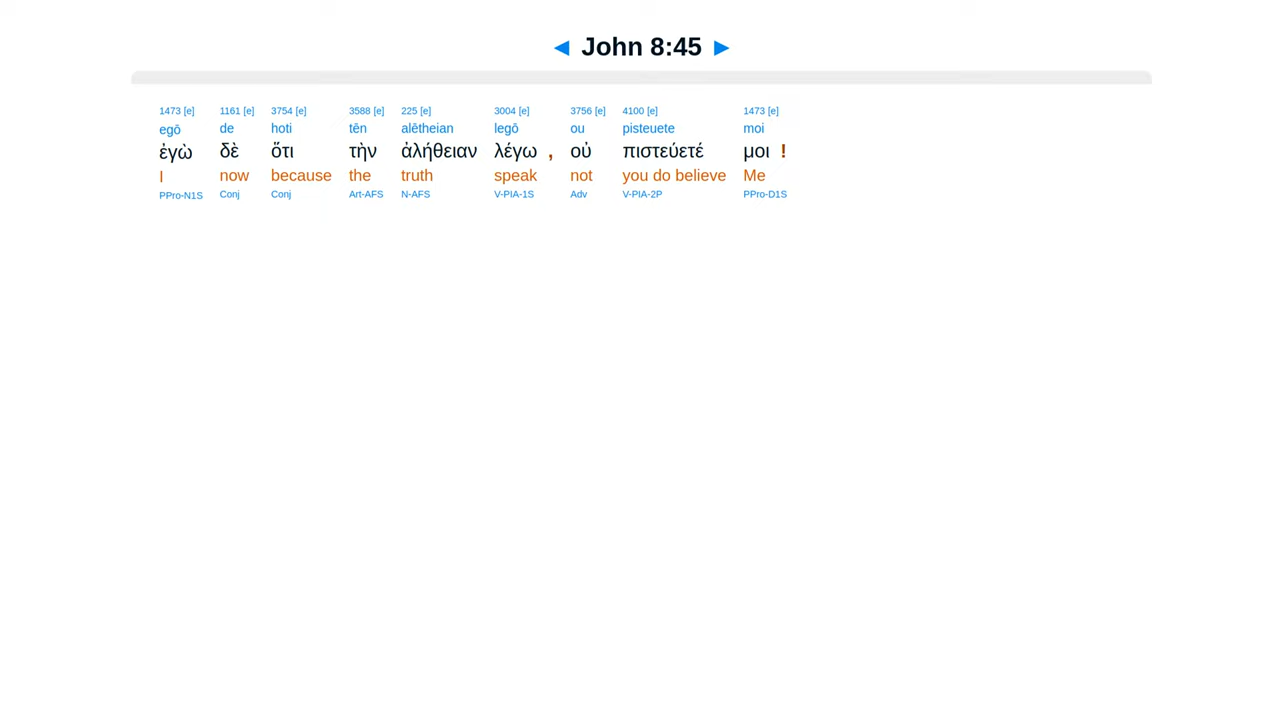 ◄ John 8:45 ►
1473 [e] 1161 [e] 3754 [e] 3588 [e] 225 [e] 3004 [e] 3756 [e] 4100 [e] 1473 [e]
egō de hoti tēn alētheian legō ou pisteuete moi
ἐγὼ δὲ ὅτι τὴν ἀλήθειαν λέγω , οὐ πιστεύετέ μοι !
I now because the truth speak not you do believe Me
PPro-N1S Conj Conj Art-AFS N-AFS V-PIA-1S Adv V-PIA-2P PPro-D1S